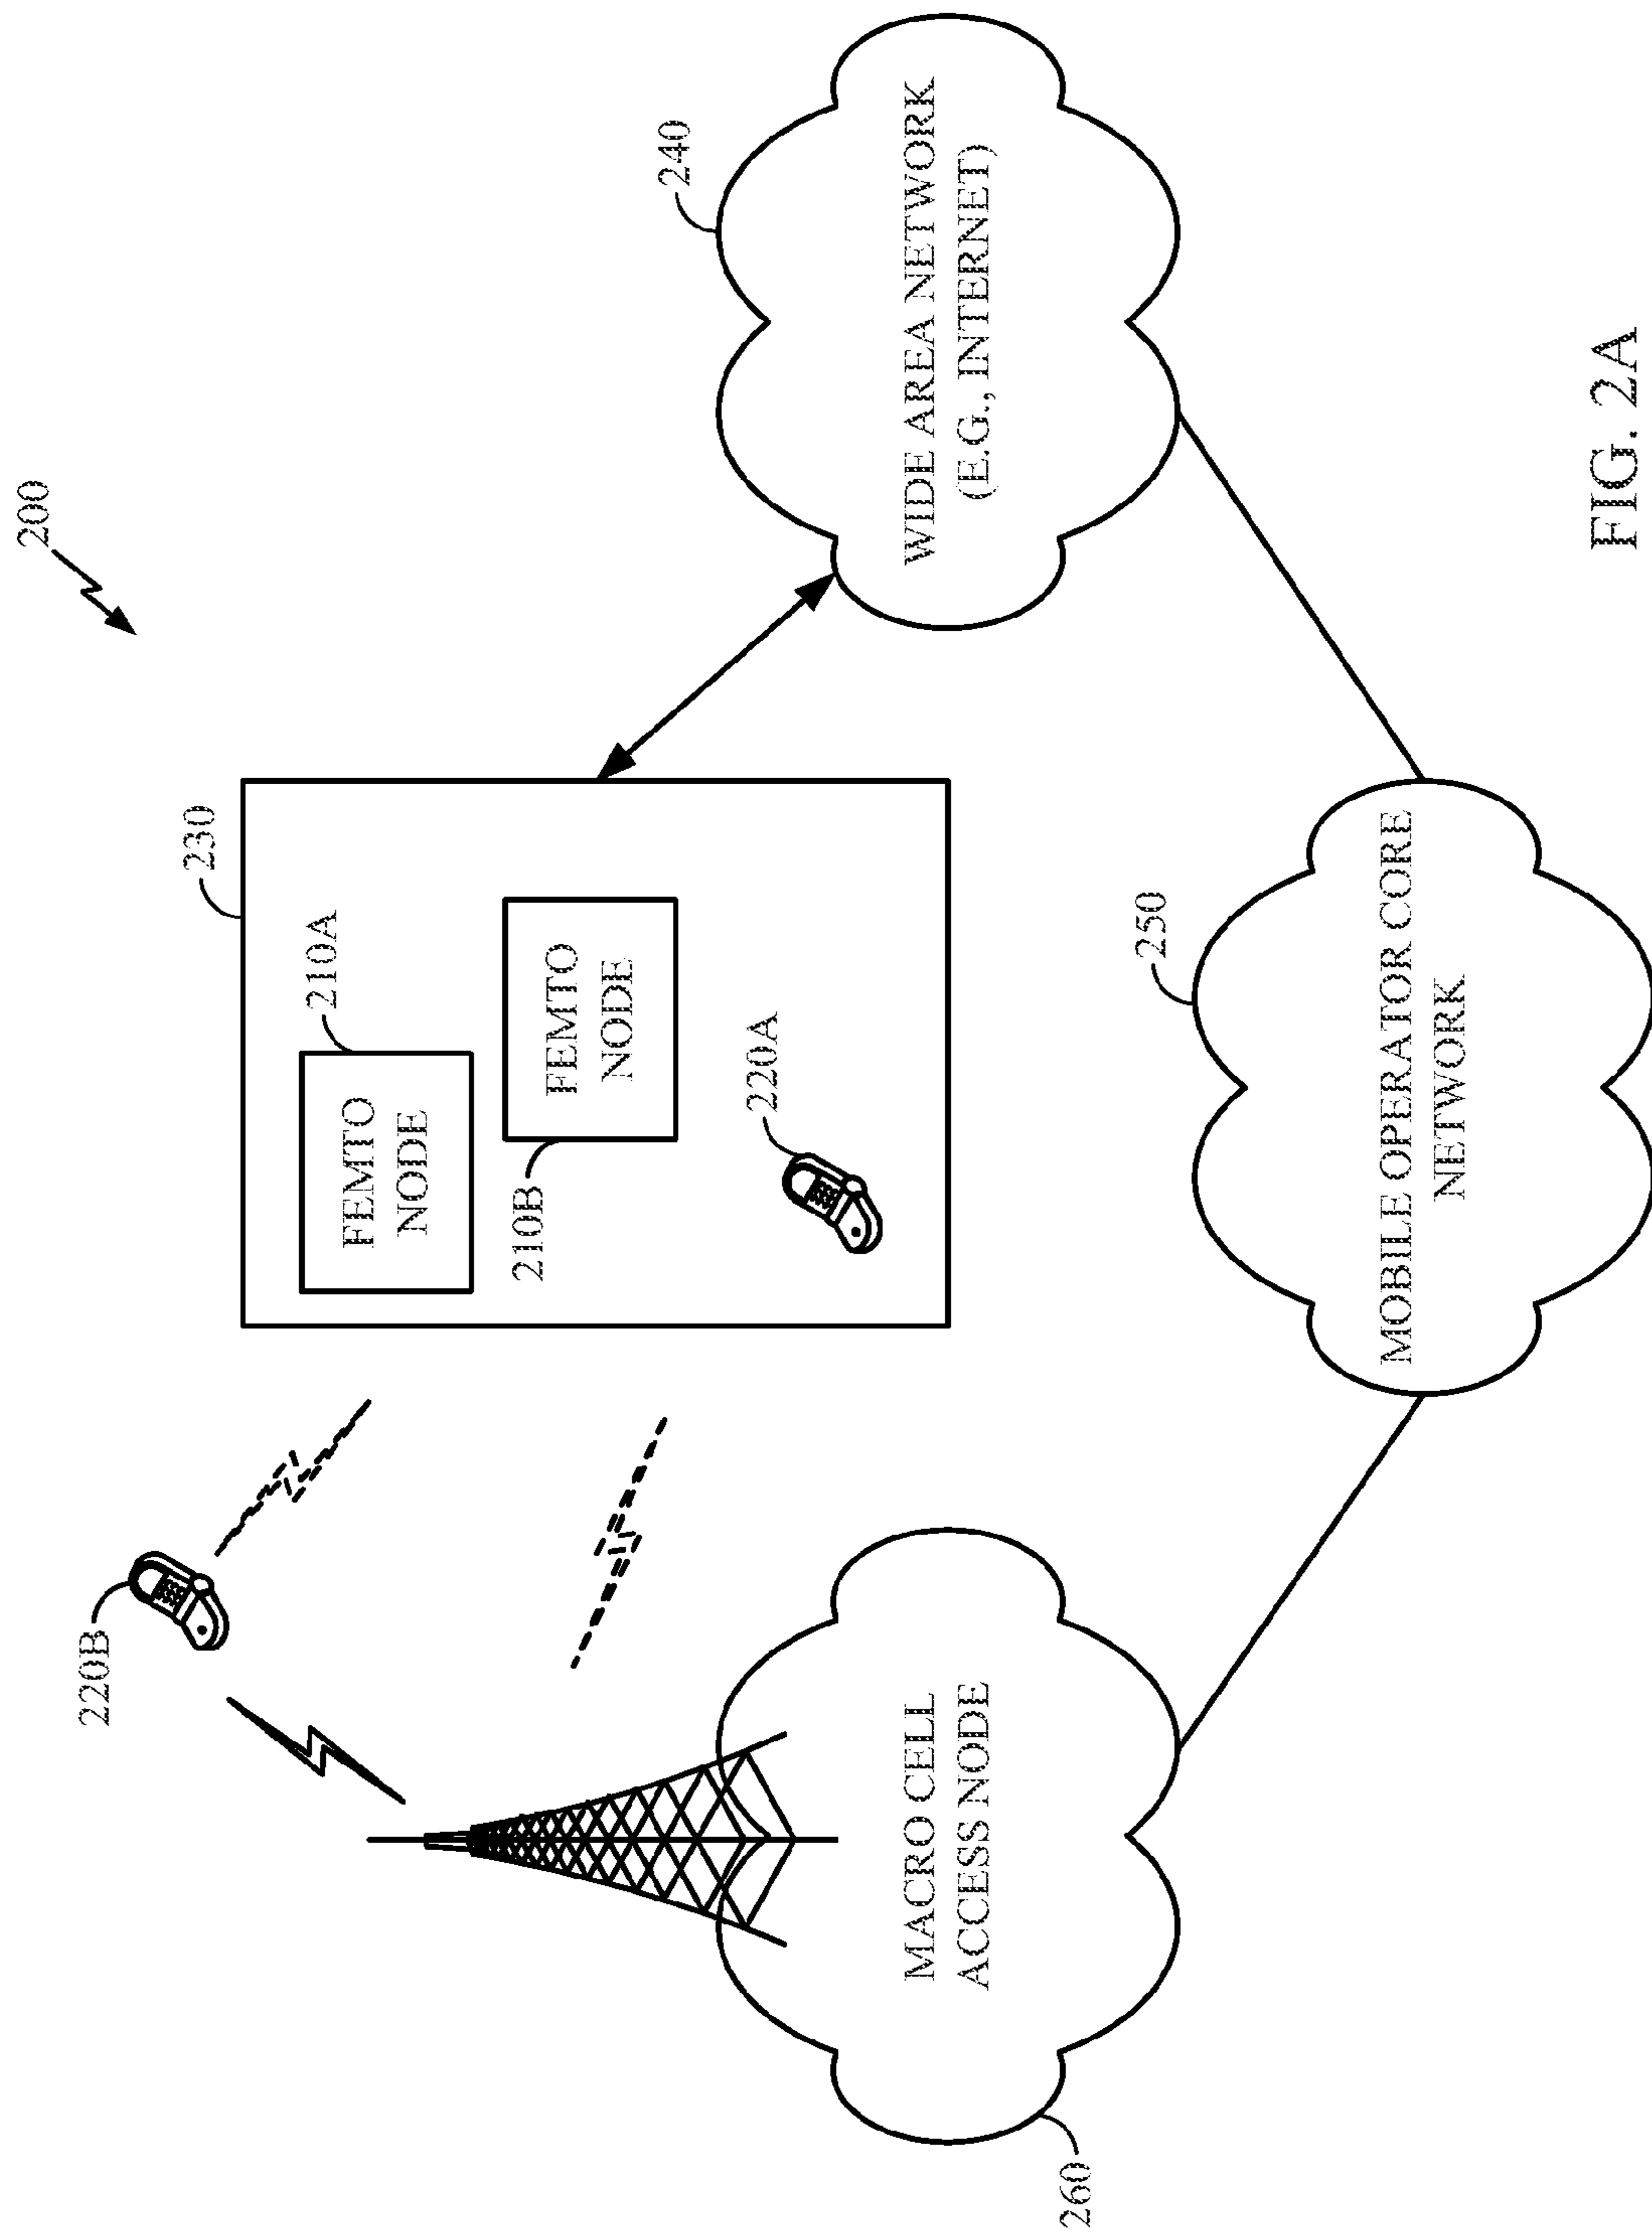 200
220B
230
210A
FEMTO
NODE
210B
FEMTO
NODE
220A
240
WIDE AREA NETWORK
(E.G., INTERNET)
MACRO CELL
ACCESS NODE
260
250
MOBILE OPERATOR CORE
NETWORK
FIG. 2A